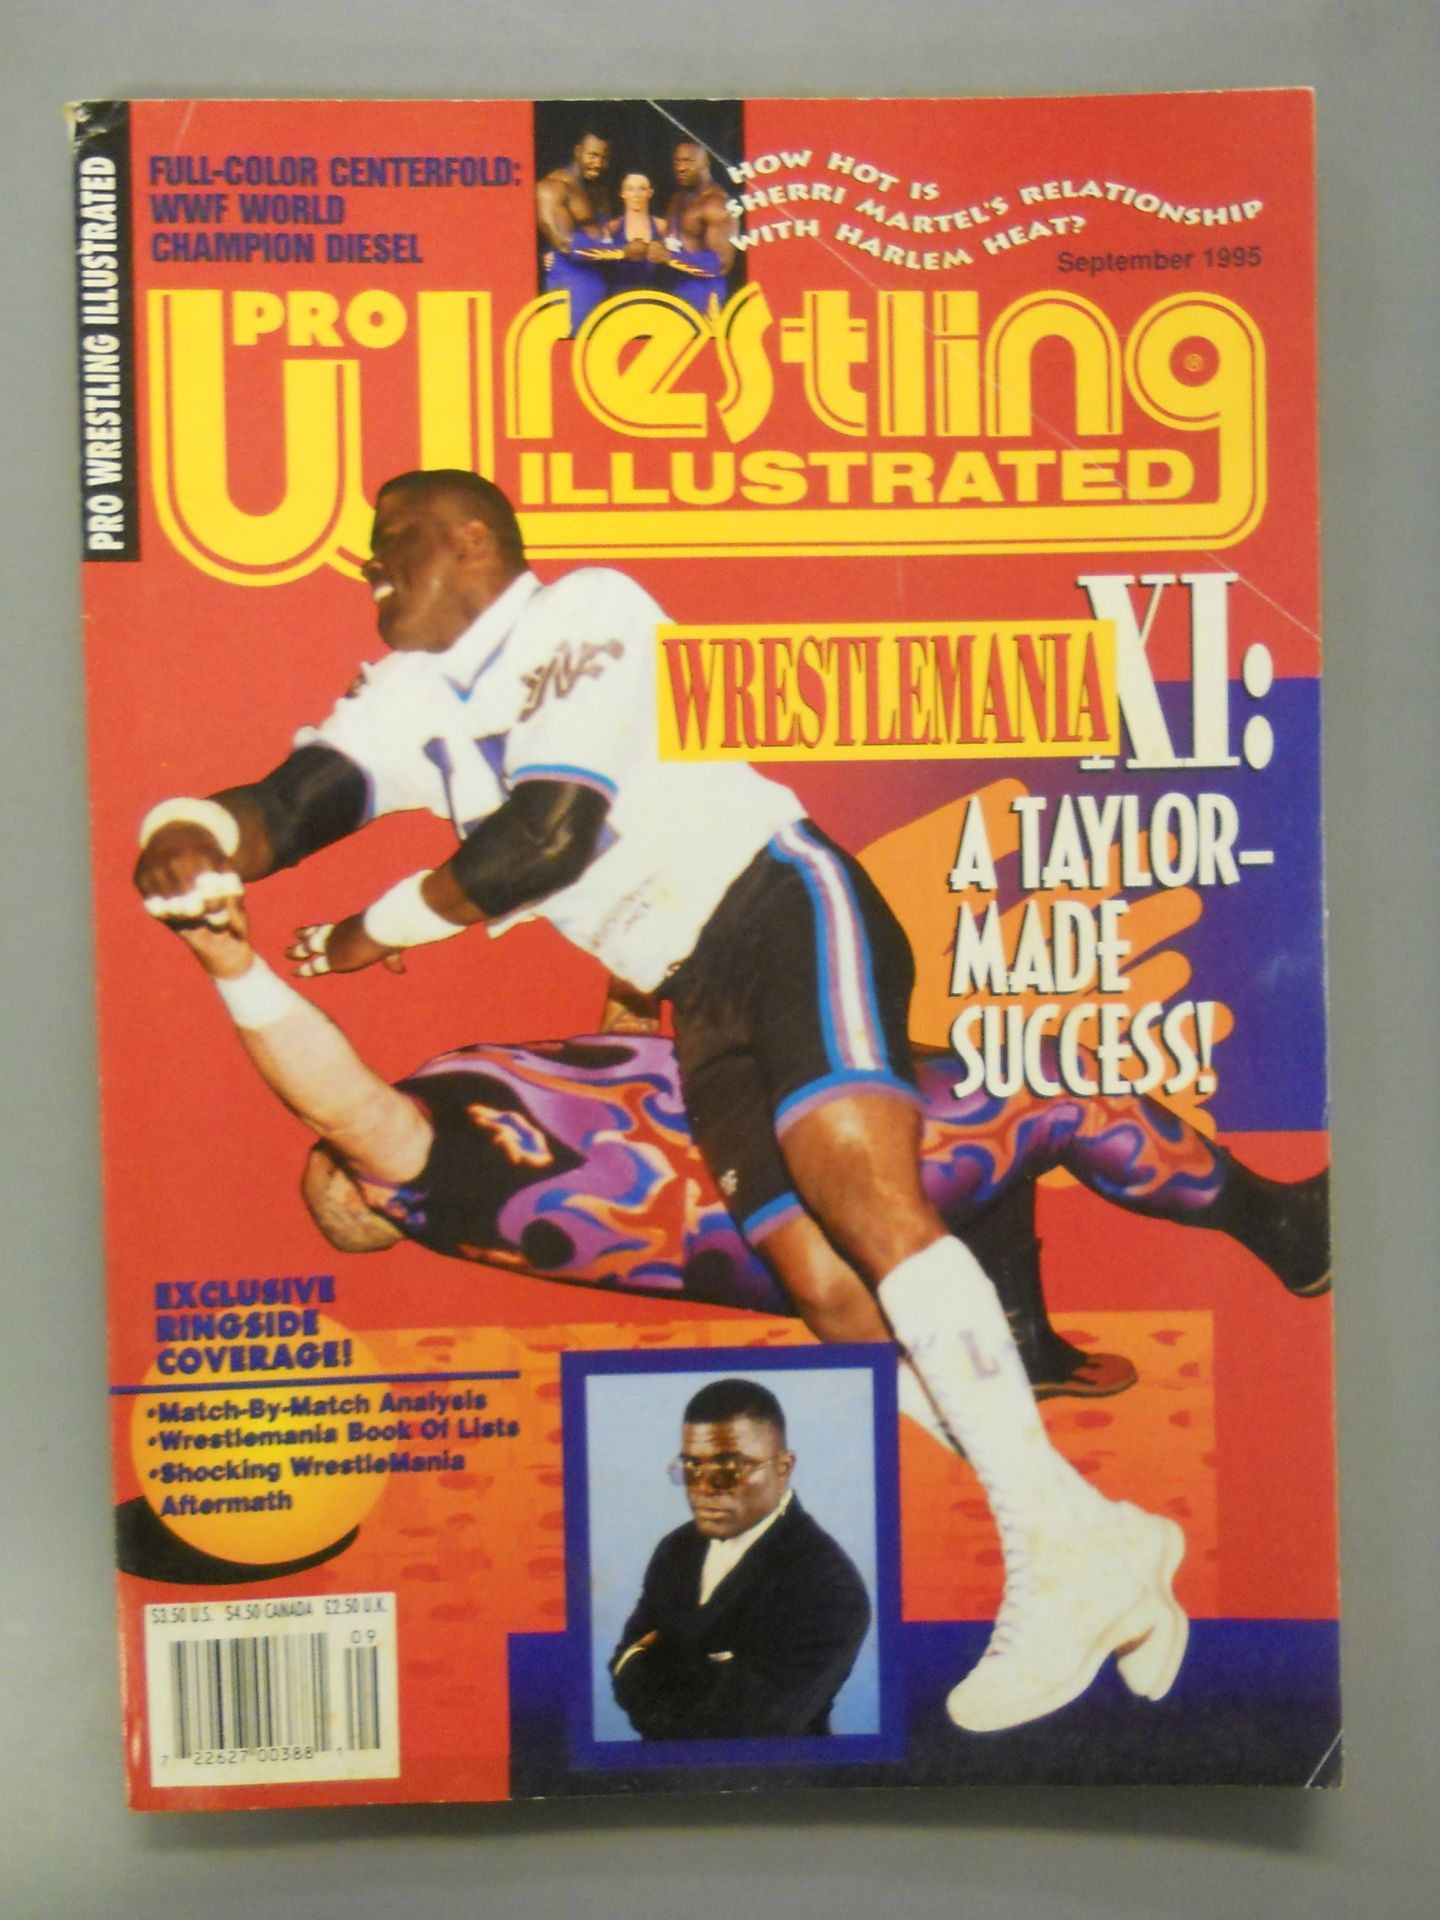 PRO WRESTLING ILLUSTRATED
FULL-COLOR CENTERFOLD:
WWF WORLD
CHAMPION DIESEL
HOW HOT IS
SHERRI MARTEL'S RELATIONSHIP
WITH HARLEM HEAT?
September 1995
PRO
Wrestling
®
ILLUSTRATED
WRESTLEMANIA XI:
A TAYLOR-
MADE
SUCCESS!
EXCLUSIVE
RINGSIDE
COVERAGE!
•Match-By-Match Analysis
•Wrestlemania Book Of Lists
•Shocking WrestleMania
Aftermath
$3.50 U.S. $4.50 CANADA £2.50 U.K.
09
7 22627 00388 1